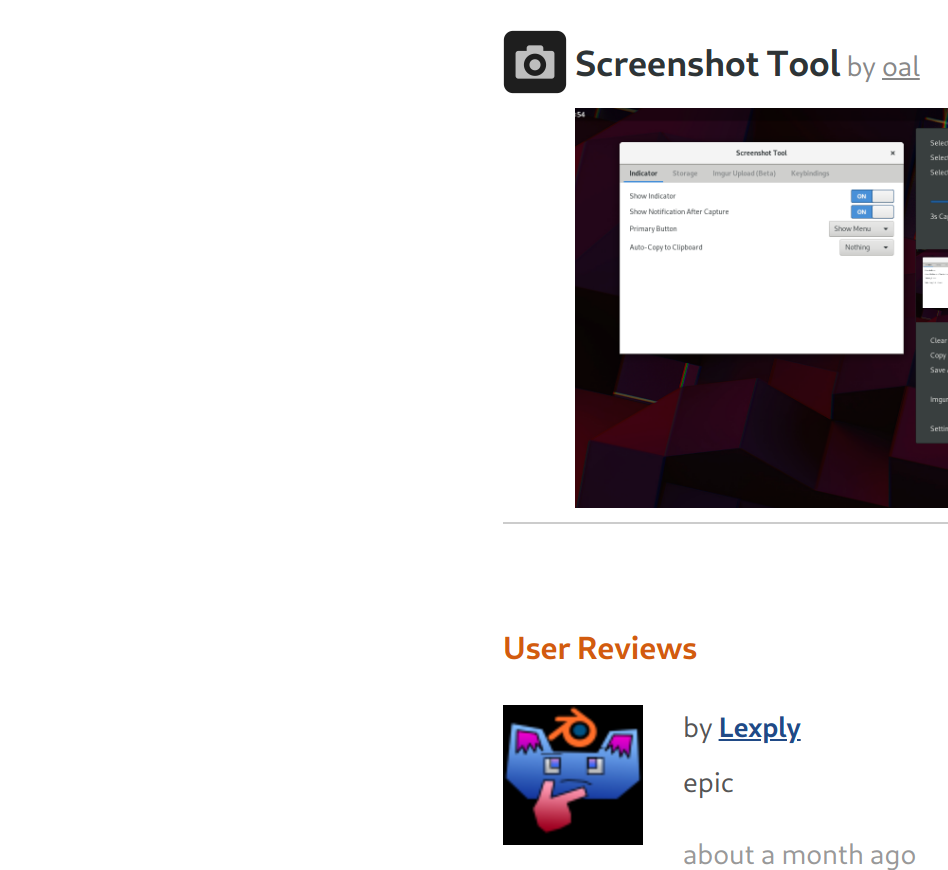 Screenshot Tool by oal
54
Screenshot Tool
Indicator Storage Imgur Upload (Beta) Keybindings
Show Indicator ON
Show Notification After Capture ON
Primary Button Show Menu
Auto-Copy to Clipboard Nothing
Selec
Selec
Selec
3s Ca
Clear
Copy
Save
Imgur
Settin
User Reviews
by Lexply
epic
about a month ago